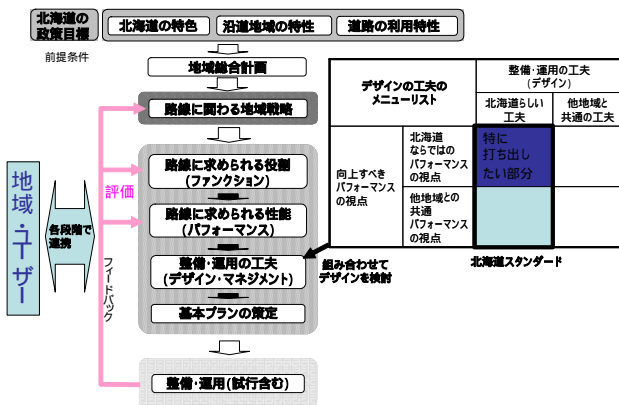 北海道の
政策目標
北海道の特色
沿道地域の特性
道路の利用特性
前提条件
地域総合計画
路線に関わる地域戦略
路線に求められる役割
(ファンクション)
評価
路線に求められる性能
(パフォーマンス)
整備・運用の工夫
(デザイン・マネジメント)
基本プランの策定
整備・運用(試行含む)
地域・ユーザー
各段階で
連携
フィードバック
デザインの工夫の
メニューリスト
整備・運用の工夫
(デザイン)
北海道らしい
工夫
他地域と
共通の工夫
向上すべき
パフォーマンス
の視点
北海道
ならではの
パフォーマンス
の視点
特に
打ち出し
たい部分
他地域との
共通
パフォーマンス
の視点
組み合わせて
デザインを検討
北海道スタンダード